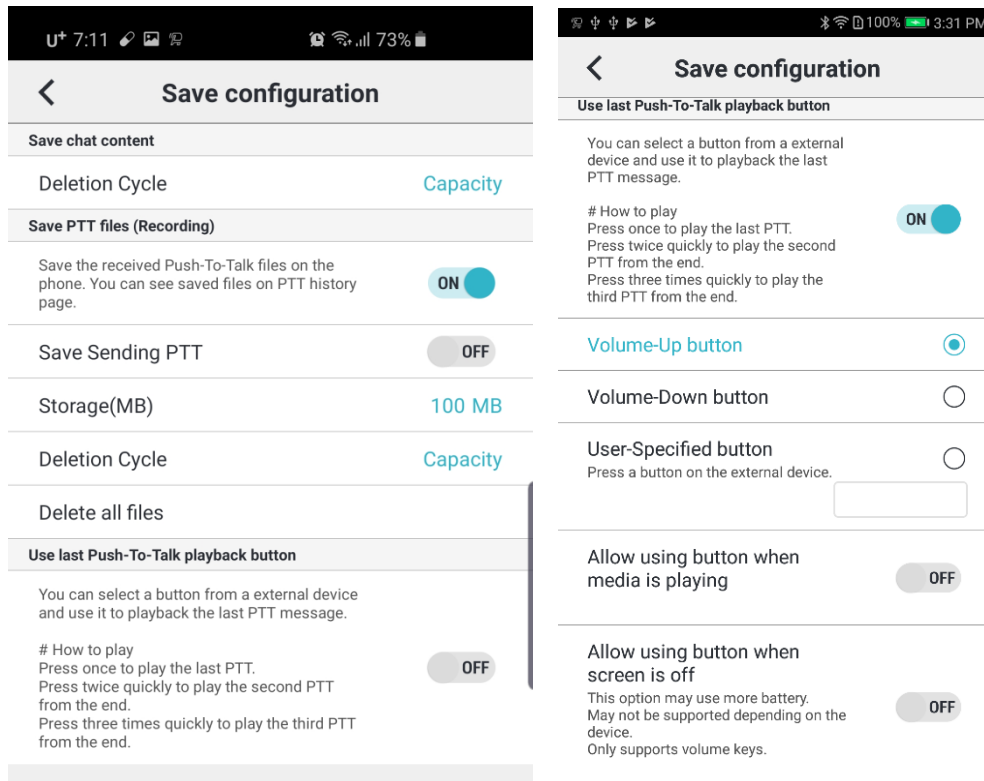 U+ 7:11 73%
Save configuration
Save chat content
Deletion Cycle Capacity
Save PTT files (Recording)
Save the received Push-To-Talk files on the
phone. You can see saved files on PTT history
page.
ON
Save Sending PTT OFF
Storage(MB) 100 MB
Deletion Cycle Capacity
Delete all files
Use last Push-To-Talk playback button
You can select a button from a external device
and use it to playback the last PTT message.
# How to play
Press once to play the last PTT.
Press twice quickly to play the second PTT
from the end.
Press three times quickly to play the third PTT
from the end.
OFF
100% 3:31 PM
Save configuration
Use last Push-To-Talk playback button
You can select a button from a external
device and use it to playback the last
PTT message.
# How to play
Press once to play the last PTT.
Press twice quickly to play the second
PTT from the end.
Press three times quickly to play the
third PTT from the end.
ON
Volume-Up button
Volume-Down button
User-Specified button
Press a button on the external device.
Allow using button when
media is playing
OFF
Allow using button when
screen is off
This option may use more battery.
May not be supported depending on the
device.
Only supports volume keys.
OFF